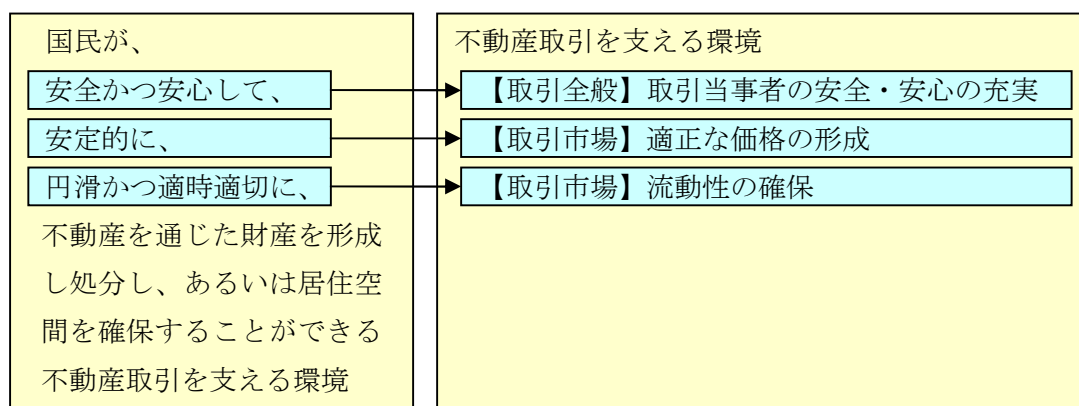 国民が、
安全かつ安心して、
安定的に、
円滑かつ適時適切に、
不動産を通じた財産を形成
し処分し、あるいは居住空
間を確保することができる
不動産取引を支える環境
不動産取引を支える環境
【取引全般】取引当事者の安全・安心の充実
【取引市場】適正な価格の形成
【取引市場】流動性の確保